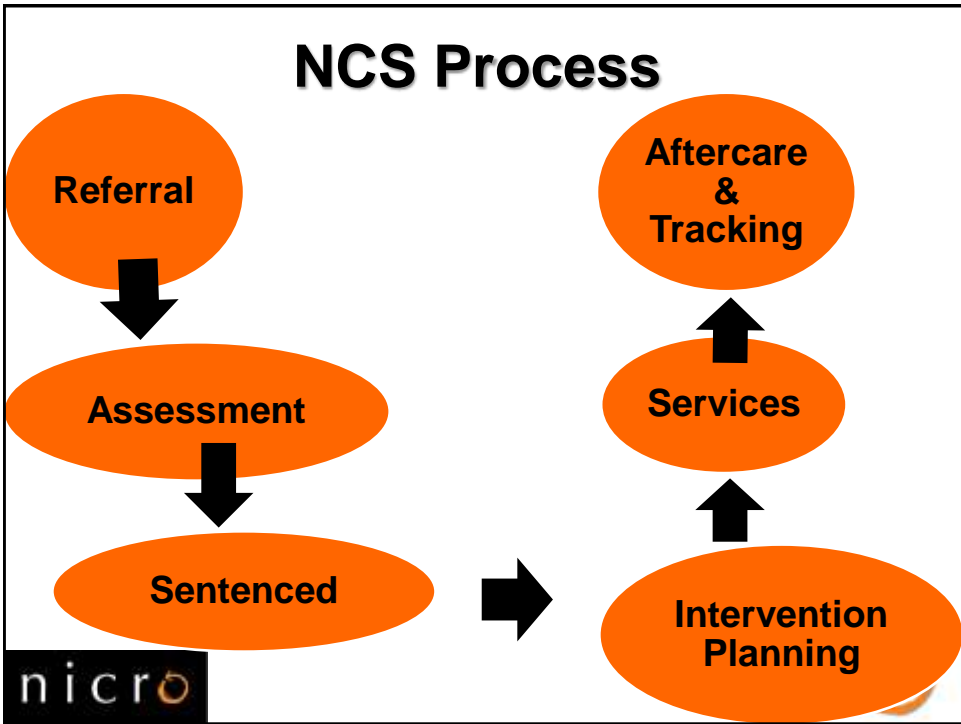 NCS Process
Referral
Assessment
Sentenced
Intervention
Planning
Services
Aftercare
&
Tracking
nicro